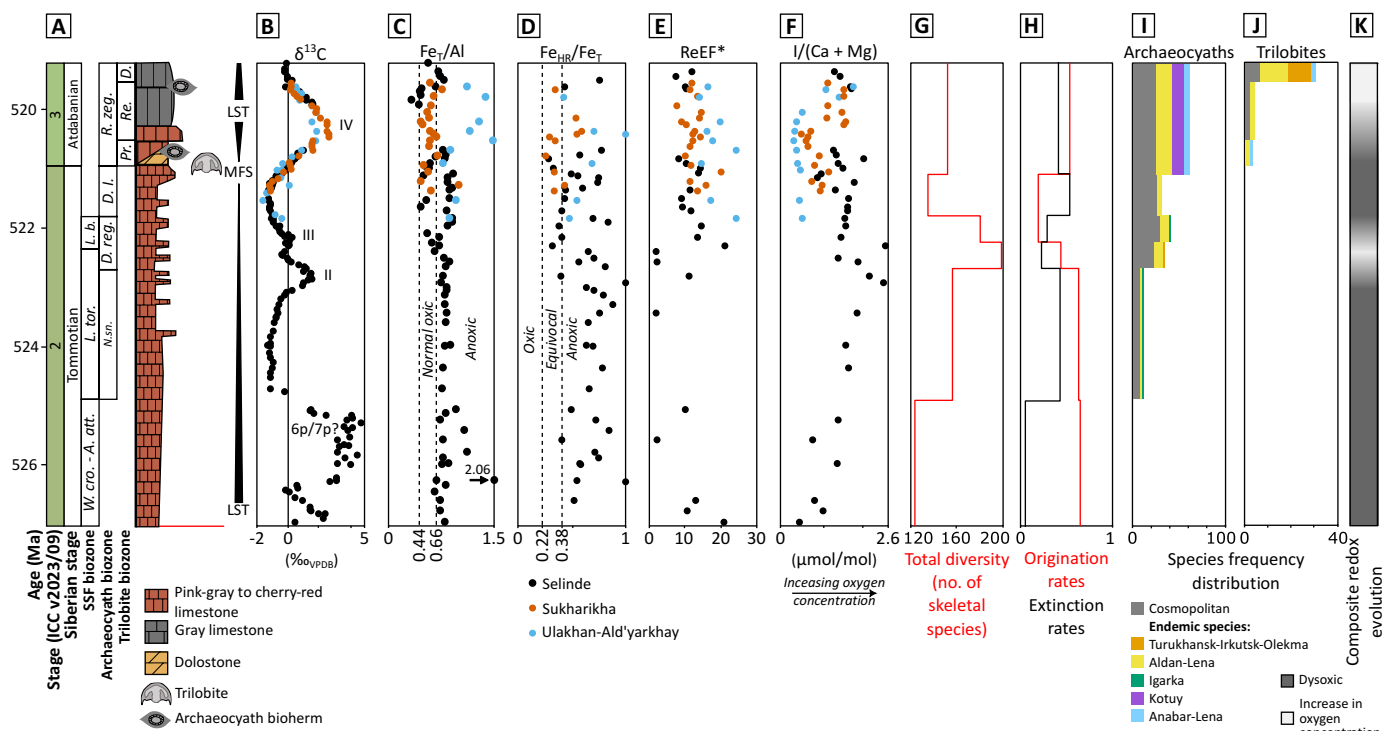 A
B
C
D
E
F
G
H
I
J
K
δ¹³C
Fe_T/Al
Fe_HR/Fe_T
ReEF*
I/(Ca + Mg)
Archaeocyaths
Trilobites
520
522
524
526
3
2
Atdabanian
Tommotian
L. b.
L. tor.
W. cro. - A. att.
R. zeg.
D. l.
D. reg.
N.sn.
D.
Re.
Pr.
LST
MFS
LST
IV
III
II
6p/7p?
Normal oxic
Anoxic
2.06
Oxic
Equivocal
Anoxic
-2 0 5
0 0.44 0.66 1.5
0 0.22 0.38 1
0 10 20 30
0 2.6
120 160 200
0 1
0 100
0 40
(‰VPDB)
(μmol/mol)
Inceasing oxygen
concentration
Total diversity
(no. of
skeletal
species)
Origination
rates
Extinction
rates
Species frequency
distribution
Composite redox
evolution
Age (Ma)
Stage (ICC v2023/09)
Siberian stage
SSF biozone
Archaeocyath biozone
Trilobite biozone
Pink-gray to cherry-red
limestone
Gray limestone
Dolostone
Trilobite
Archaeocyath bioherm
Selinde
Sukharikha
Ulakhan-Ald'yarkhay
Cosmopolitan
Endemic species:
Turukhansk-Irkutsk-Olekma
Aldan-Lena
Igarka
Kotuy
Anabar-Lena
Dysoxic
Increase in
oxygen